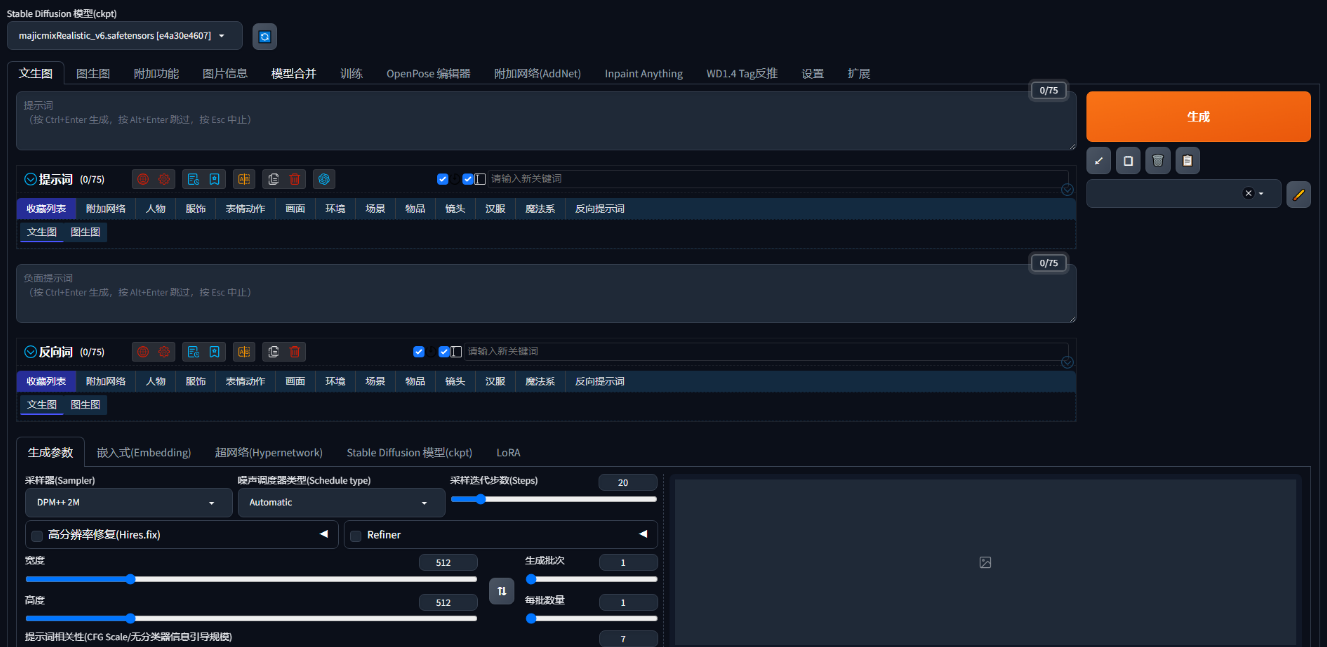 Stable Diffusion 模型(ckpt)
majicmixRealistic_v6.safetensors [e4a30e4607]
文生图 图生图 附加功能 图片信息 模型合并 训练 OpenPose 编辑器 附加网络(AddNet) Inpaint Anything WD1.4 Tag反推 设置 扩展
0/75
提示词
（按 Ctrl+Enter 生成，按 Alt+Enter 跳过，按 Esc 中止）
生成
提示词 (0/75) 请输入新关键词
收藏列表 附加网络 人物 服饰 表情动作 画面 环境 场景 物品 镜头 汉服 魔法系 反向提示词
文生图 图生图
0/75
负面提示词
（按 Ctrl+Enter 生成，按 Alt+Enter 跳过，按 Esc 中止）
反向词 (0/75) 请输入新关键词
收藏列表 附加网络 人物 服饰 表情动作 画面 环境 场景 物品 镜头 汉服 魔法系 反向提示词
文生图 图生图
生成参数 嵌入式(Embedding) 超网络(Hypernetwork) Stable Diffusion 模型(ckpt) LoRA
采样器(Sampler) 噪声调度器类型(Schedule type) 采样迭代步数(Steps) 20
DPM++ 2M Automatic
高分辨率修复(Hires.fix) Refiner
宽度 512 生成批次 1
高度 512 每批数量 1
提示词相关性(CFG Scale/无分类器信息引导规模) 7